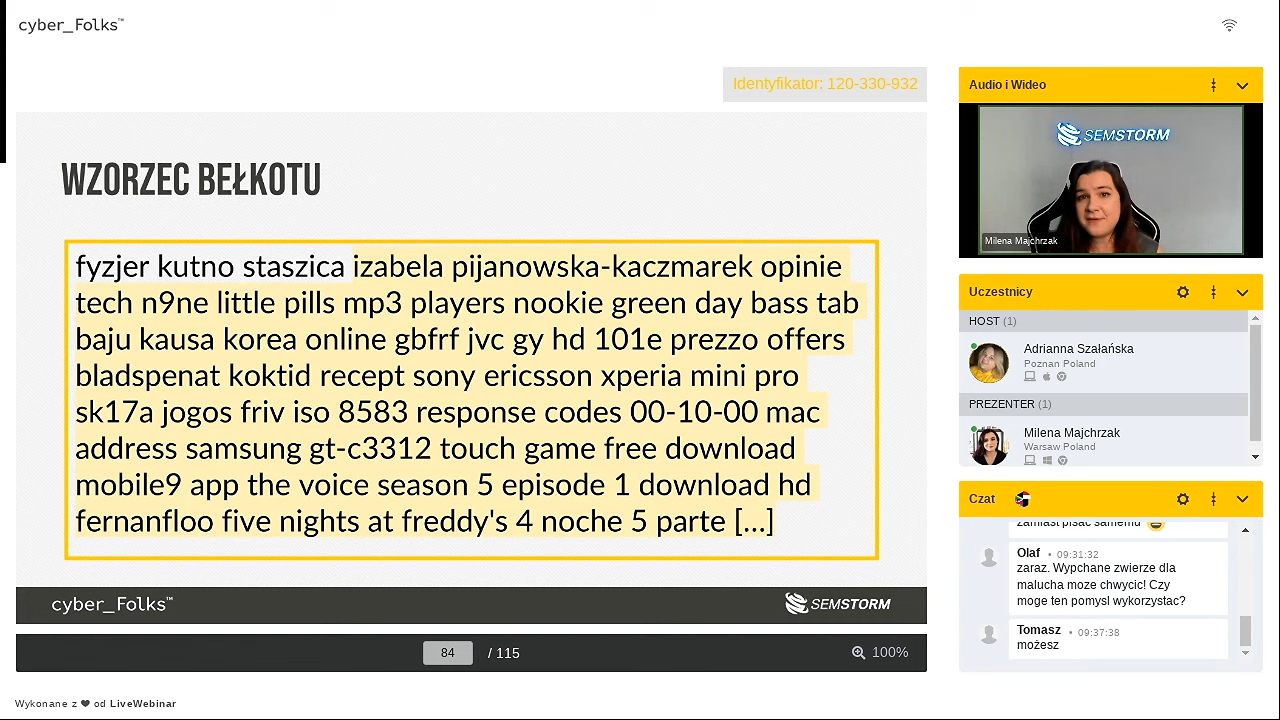 cyber_Folks™
Identyfikator: 120-330-932
WZORZEC BEŁKOTU
fyzjer kutno staszica izabela pijanowska-kaczmarek opinie
tech n9ne little pills mp3 players nookie green day bass tab
baju kausa korea online gbfrf jvc gy hd 101e prezzo offers
bladspenat koktid recept sony ericsson xperia mini pro
sk17a jogos friv iso 8583 response codes 00-10-00 mac
address samsung gt-c3312 touch game free download
mobile9 app the voice season 5 episode 1 download hd
fernanfloo five nights at freddy's 4 noche 5 parte [...]
cyber_Folks™
SEMSTORM
84 / 115
100%
Wykonane z ❤ od LiveWebinar
Audio i Wideo
SEMSTORM
Milena Majchrzak
Uczestnicy
HOST (1)
Adrianna Szałańska
Poznan Poland
PREZENTER (1)
Milena Majchrzak
Warsaw Poland
Czat
zamiast pisać samemu
Olaf • 09:31:32
zaraz. Wypchane zwierze dla
malucha moze chwycic! Czy
moge ten pomysl wykorzystac?
Tomasz • 09:37:38
możesz